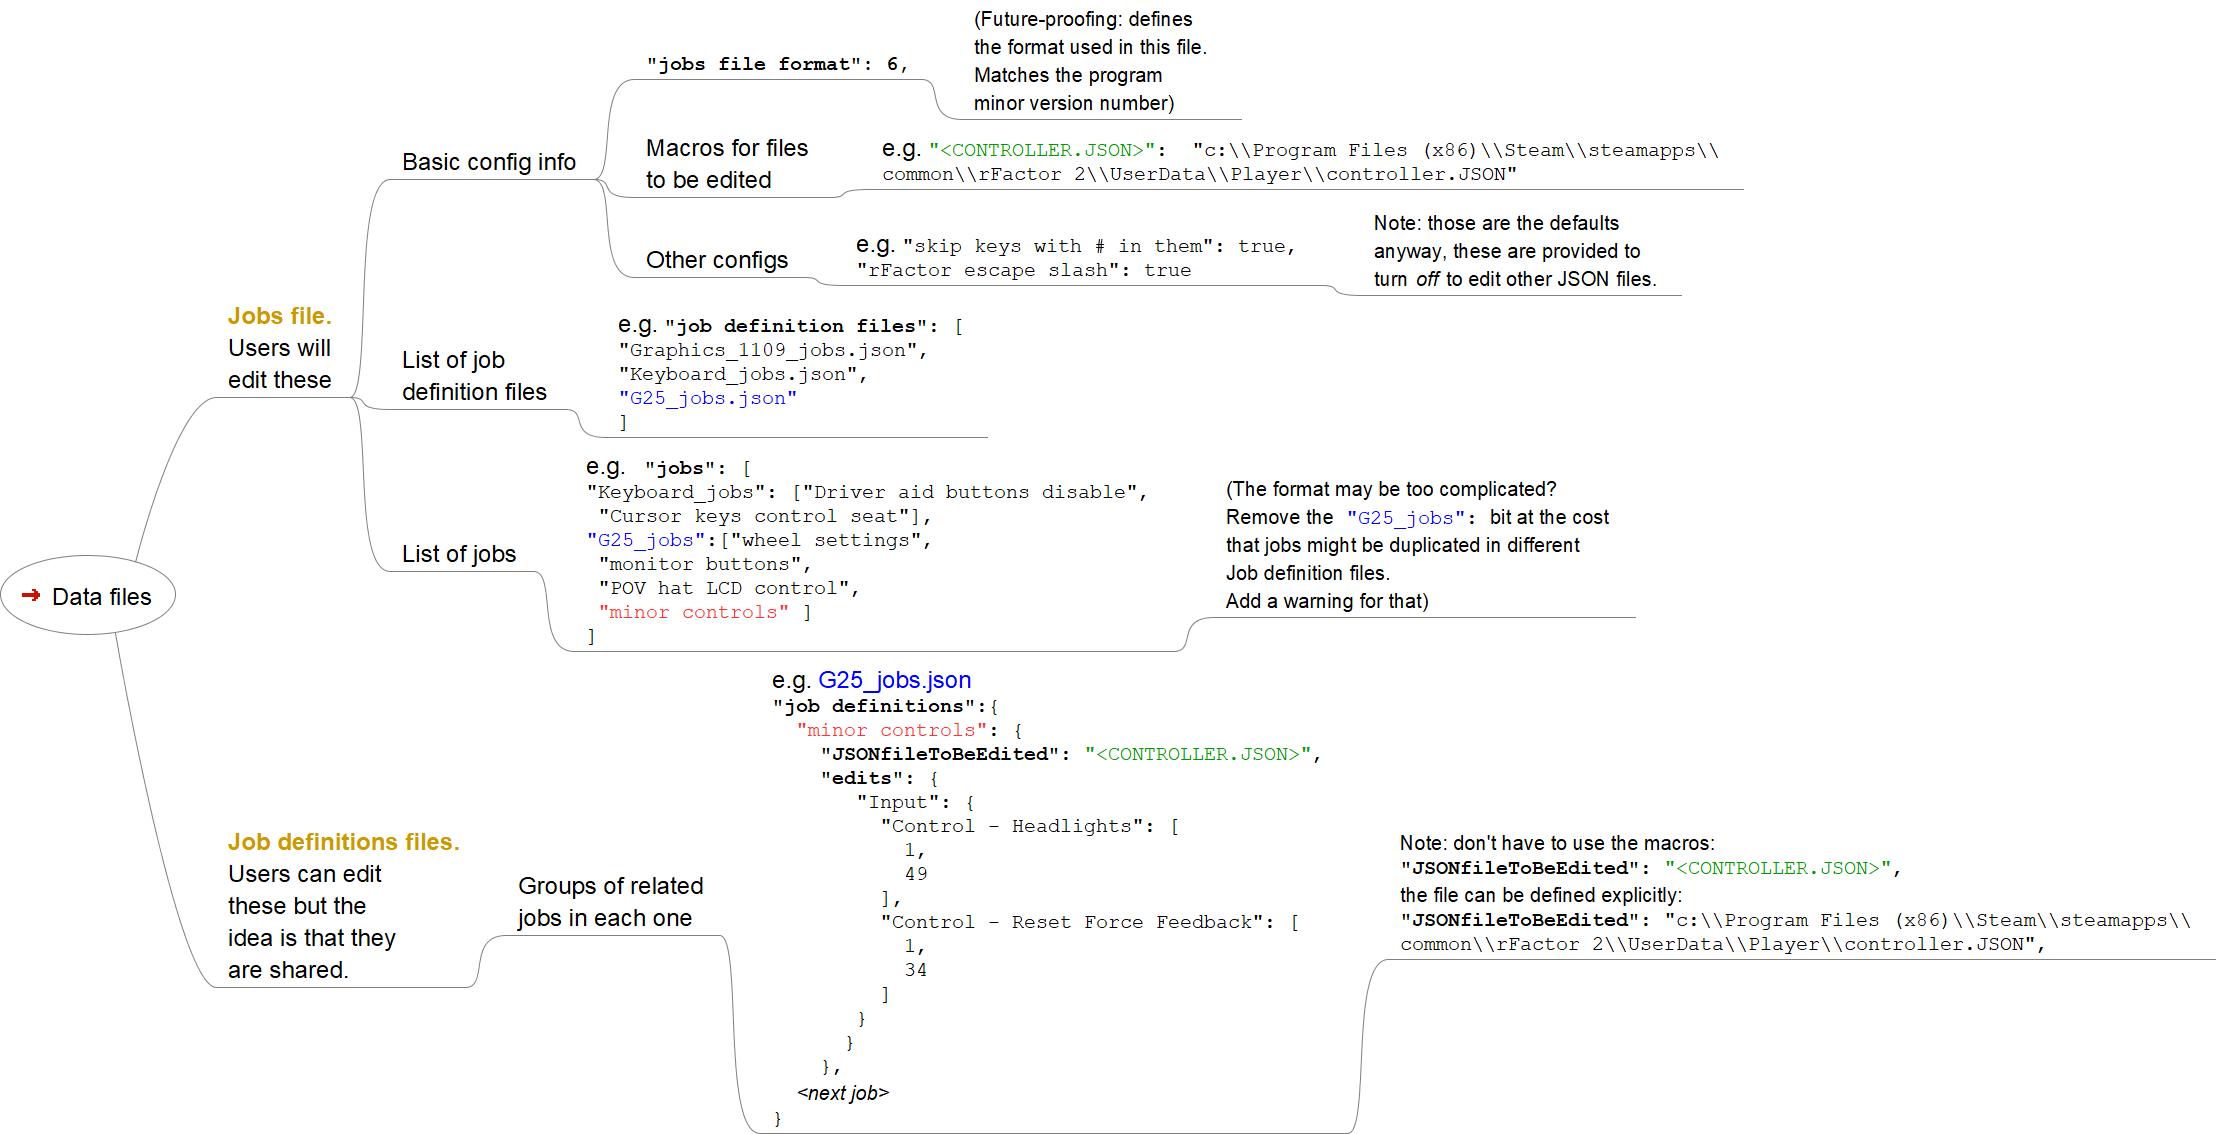 Data files
Jobs file.
Users will
edit these
Basic config info
"jobs file format": 6,
(Future-proofing: defines
the format used in this file.
Matches the program
minor version number)
Macros for files
to be edited
e.g. "<CONTROLLER.JSON>":  "c:\\Program Files (x86)\\Steam\\steamapps\\
common\\rFactor 2\\UserData\\Player\\controller.JSON"
Other configs
e.g. "skip keys with # in them": true,
"rFactor escape slash": true
Note: those are the defaults
anyway, these are provided to
turn off to edit other JSON files.
List of job
definition files
e.g. "job definition files": [
"Graphics_1109_jobs.json",
"Keyboard_jobs.json",
"G25_jobs.json"
]
List of jobs
e.g.  "jobs": [
"Keyboard_jobs": ["Driver aid buttons disable",
"Cursor keys control seat"],
"G25_jobs":["wheel settings",
"monitor buttons",
"POV hat LCD control",
"minor controls" ]
]
(The format may be too complicated?
Remove the "G25_jobs": bit at the cost
that jobs might be duplicated in different
Job definition files.
Add a warning for that)
Job definitions files.
Users can edit
these but the
idea is that they
are shared.
Groups of related
jobs in each one
e.g. G25_jobs.json
"job definitions":{
"minor controls": {
"JSONfileToBeEdited": "<CONTROLLER.JSON>",
"edits": {
"Input": {
"Control - Headlights": [
1,
49
],
"Control - Reset Force Feedback": [
1,
34
]
}
}
},
<next job>
}
Note: don't have to use the macros:
"JSONfileToBeEdited": "<CONTROLLER.JSON>",
the file can be defined explicitly:
"JSONfileToBeEdited": "c:\\Program Files (x86)\\Steam\\steamapps\\
common\\rFactor 2\\UserData\\Player\\controller.JSON",